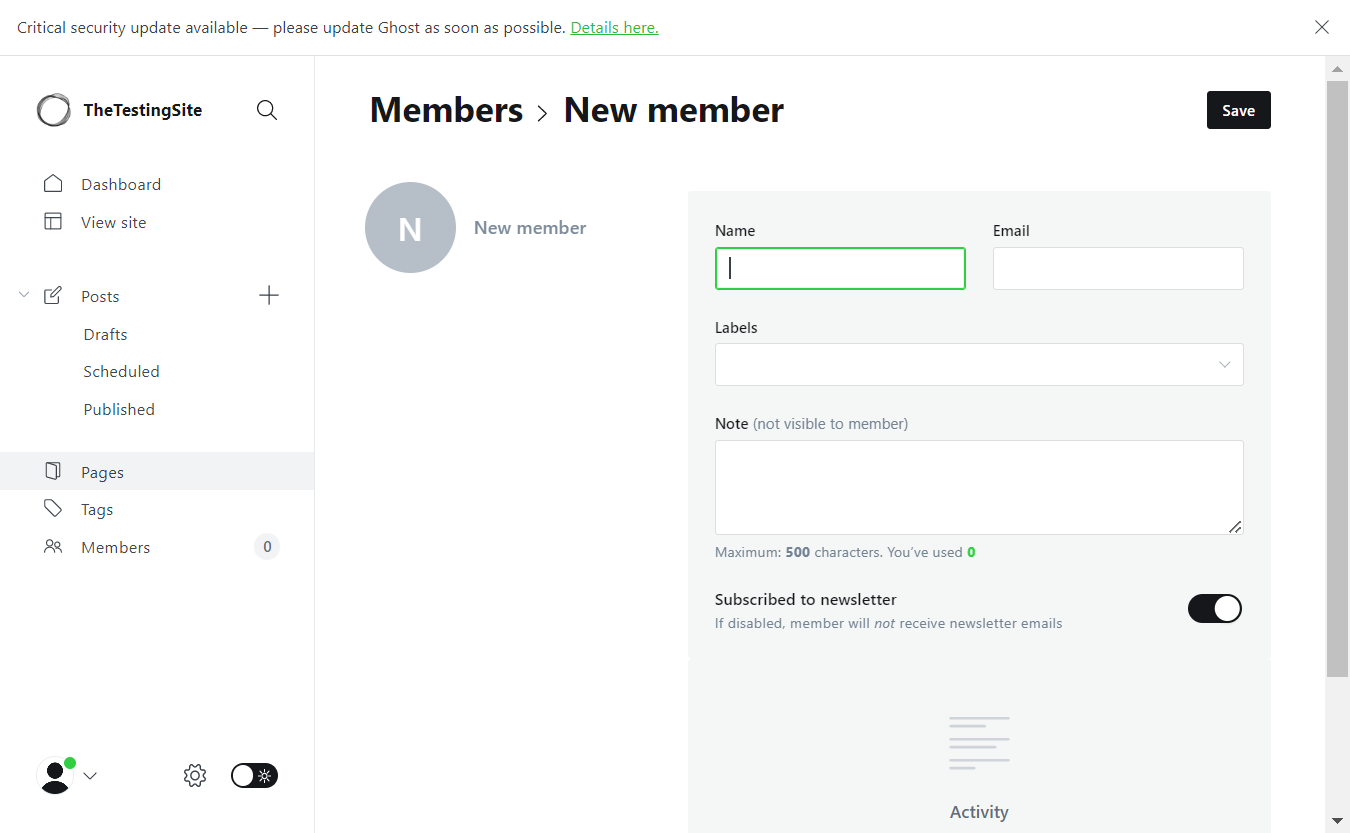 Critical security update available — please update Ghost as soon as possible. Details here.
TheTestingSite
Dashboard
View site
Posts
Drafts
Scheduled
Published
Pages
Tags
Members 0
Members > New member
Save
N
New member
Name Email
Labels
Note (not visible to member)
Maximum: 500 characters. You’ve used 0
Subscribed to newsletter
If disabled, member will not receive newsletter emails
Activity